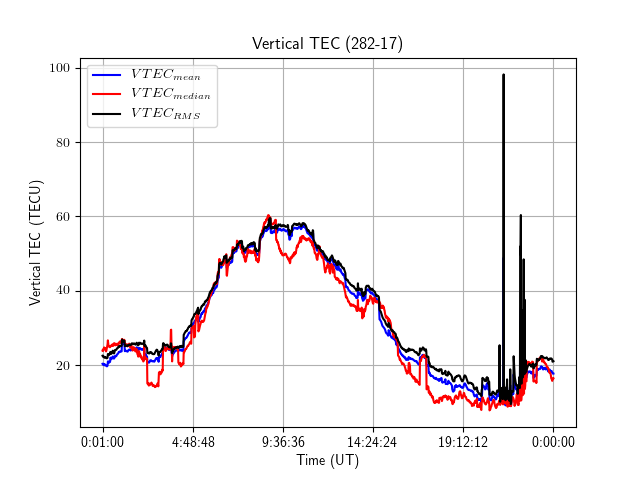 Vertical TEC (282-17)
VTEC_mean
VTEC_median
VTEC_RMS
100
80
60
40
20
Vertical TEC (TECU)
0:01:00 4:48:48 9:36:36 14:24:24 19:12:12 0:00:00
Time (UT)